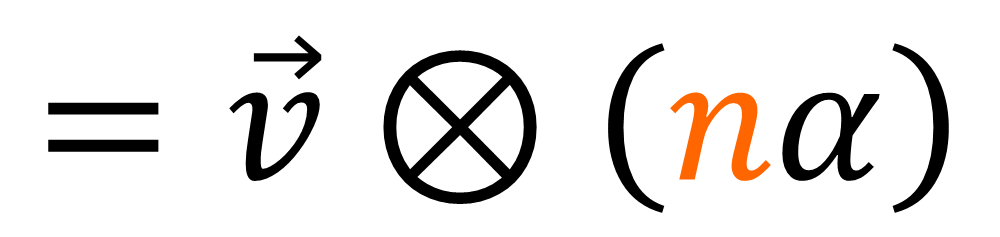 = v⃗ ⊗ (nα)